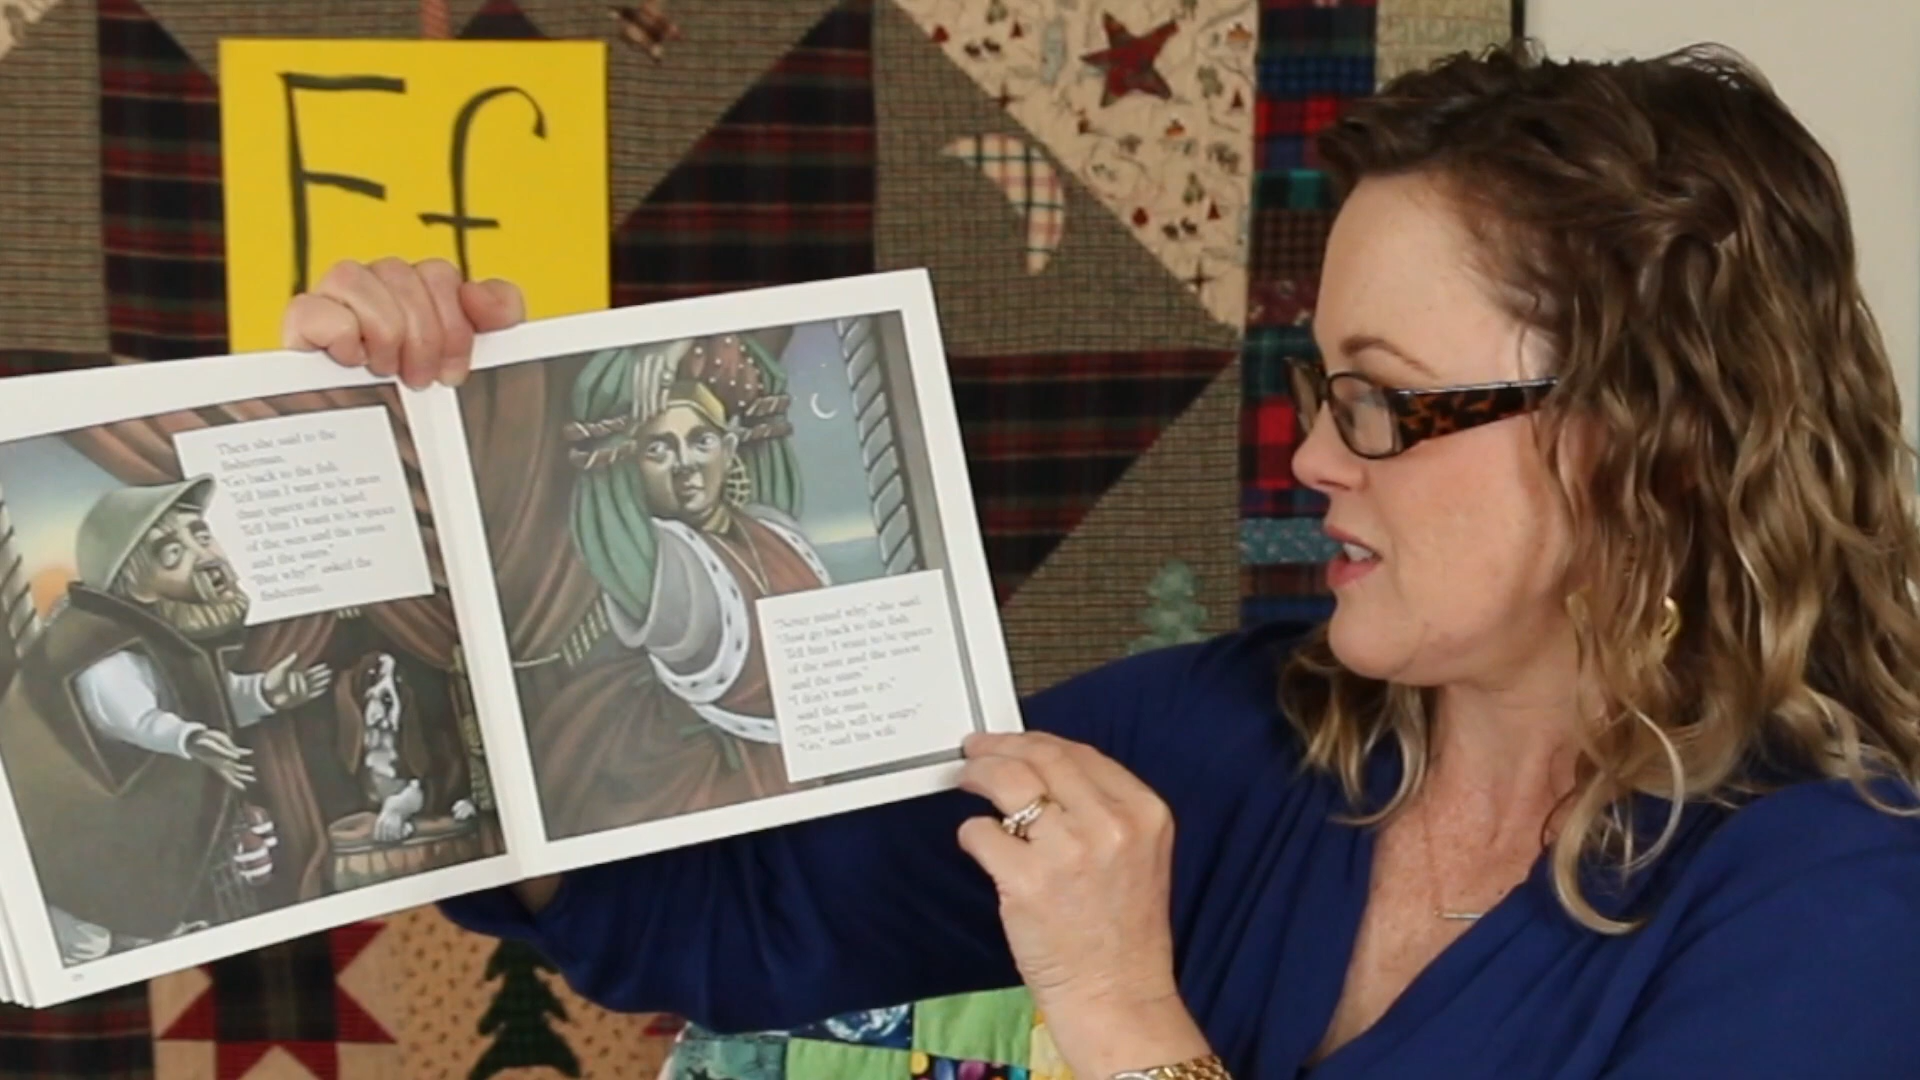 Ff
Then she said to the
fisherman,
"Go back to the fish.
Tell him I want to be more
than queen of the land.
Tell him I want to be queen
of the sun and the moon
and the stars."
"But why?" asked the
fisherman.
"Never mind why," she said.
"Just go back to the fish.
Tell him I want to be queen
of the sun and the moon
and the stars."
"I don't want to go,"
said the man.
"The fish will be angry."
"Go," said his wife.